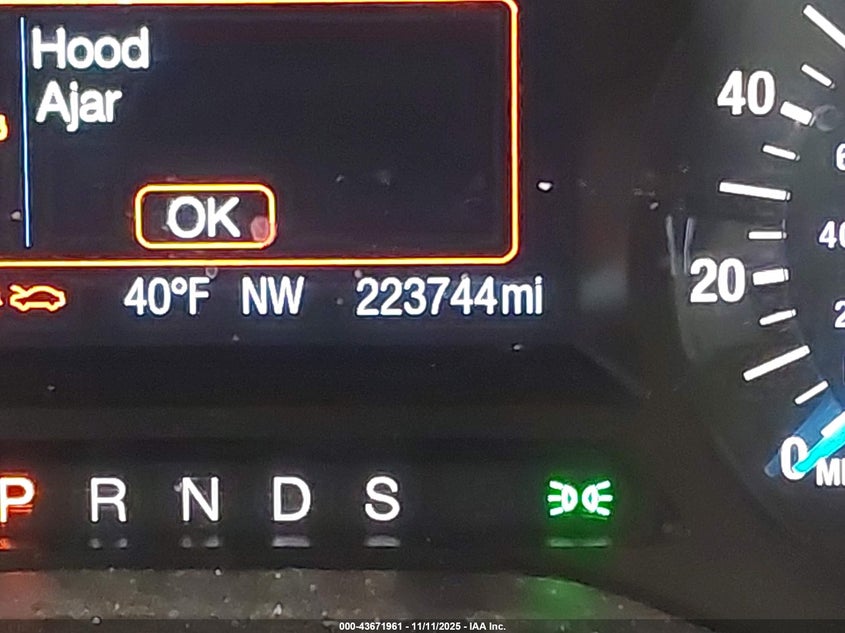 Hood
Ajar
OK
40°F NW 223744mi
40
20
0
P R N D S
000-43671961 - 11/11/2025 - IAA Inc.